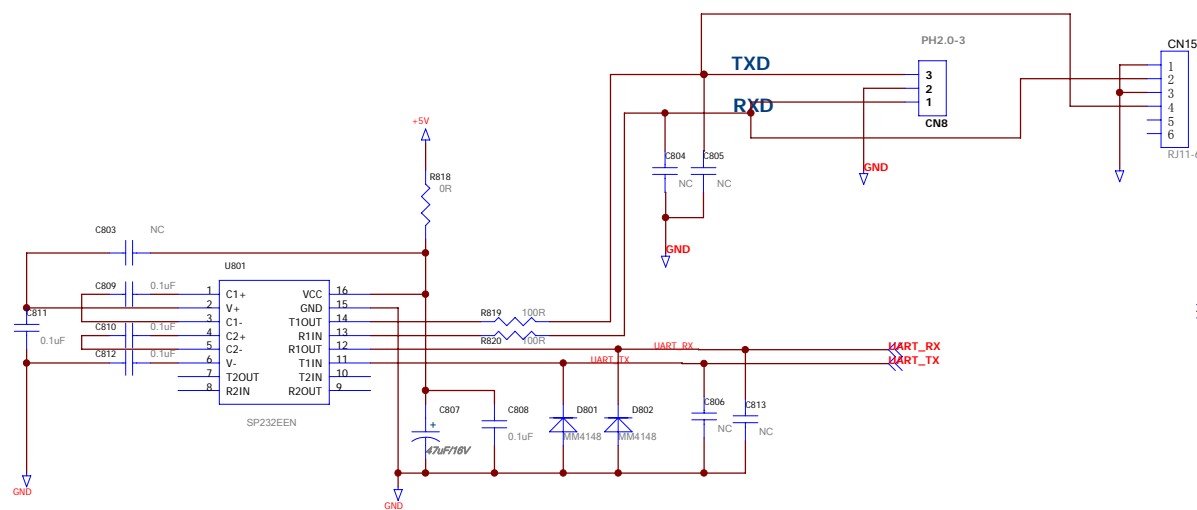 CN15
PH2.0-3
TXD
3
2
1
CN8
RXD
1
2
3
4
5
6
RJ11-6
+5V
C804
NC
C805
NC
GND
R818
0R
GND
C803
NC
U801
C809
0.1uF
1
C1+
VCC
16
2
V+
GND
15
C811
0.1uF
3
C1-
T1OUT
14
R819
100R
C810
0.1uF
4
C2+
R1IN
13
R820
100R
5
C2-
R1OUT
12
UART_RX
UART_RX
C812
0.1uF
6
V-
T1IN
11
UART_TX
UART_TX
7
T2OUT
T2IN
10
8
R2IN
R2OUT
9
SP232EEN
C807
+
47uF/16V
C808
0.1uF
D801
MM4148
D802
MM4148
C806
NC
C813
NC
GND
GND